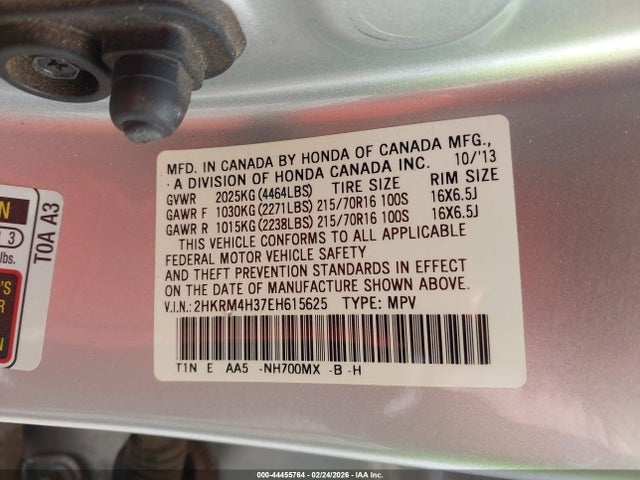 MFD. IN CANADA BY HONDA OF CANADA MFG.,
A DIVISION OF HONDA CANADA INC. 10/'13
GVWR 2025KG(4464LBS) TIRE SIZE RIM SIZE
GAWR F 1030KG(2271LBS) 215/70R16 100S 16X6.5J
GAWR R 1015KG(2238LBS) 215/70R16 100S 16X6.5J
THIS VEHICLE CONFORMS TO ALL APPLICABLE
FEDERAL MOTOR VEHICLE SAFETY
AND THEFT PREVENTION STANDARDS IN EFFECT
ON THE DATE OF MANUFACTURE SHOWN ABOVE.
V.I.N.: 2HKRM4H37EH615625 TYPE: MPV
T1N E AA5 -NH700MX -B -H
TOA A3
3
lbs.
000-44455764 - 02/24/2026 - IAA Inc.